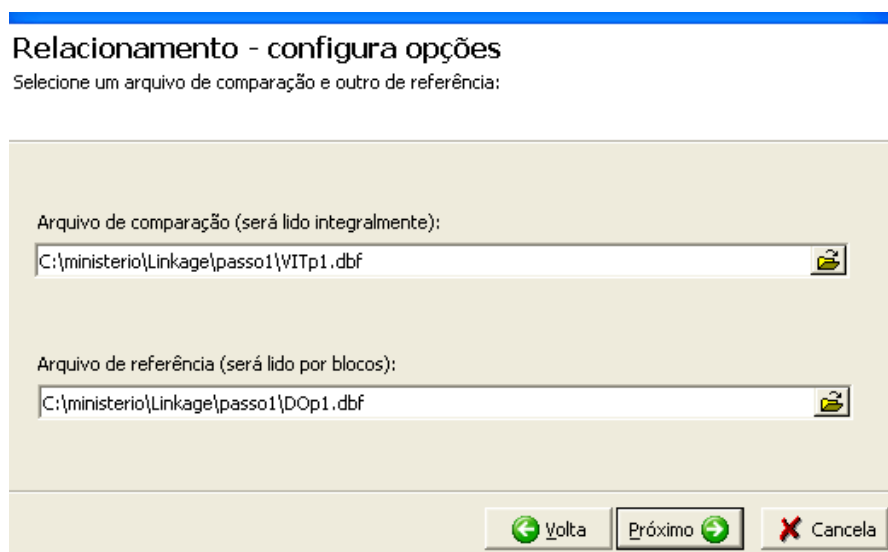 Relacionamento - configura opções
Selecione um arquivo de comparação e outro de referência:
Arquivo de comparação (será lido integralmente):
C:\ministerio\Linkage\passo1\VITp1.dbf
Arquivo de referência (será lido por blocos):
C:\ministerio\Linkage\passo1\DOp1.dbf
Volta Próximo Cancela